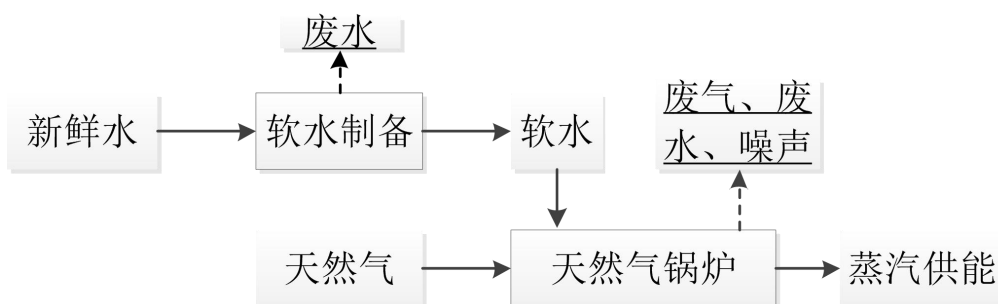 废水
新鲜水
软水制备
软水
废气、废
水、噪声
天然气
天然气锅炉
蒸汽供能